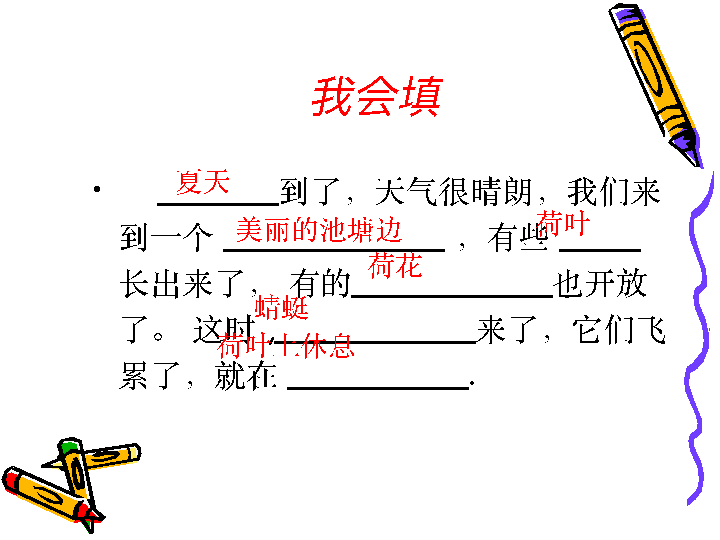 我会填
• 夏天到了，天气很晴朗，我们来
到一个 美丽的池塘边 ，有些 荷叶
长出来了， 有的 荷花 也开放
了。 这时 ，蜻蜓 来了，它们飞
累了，就在 荷叶上休息 .